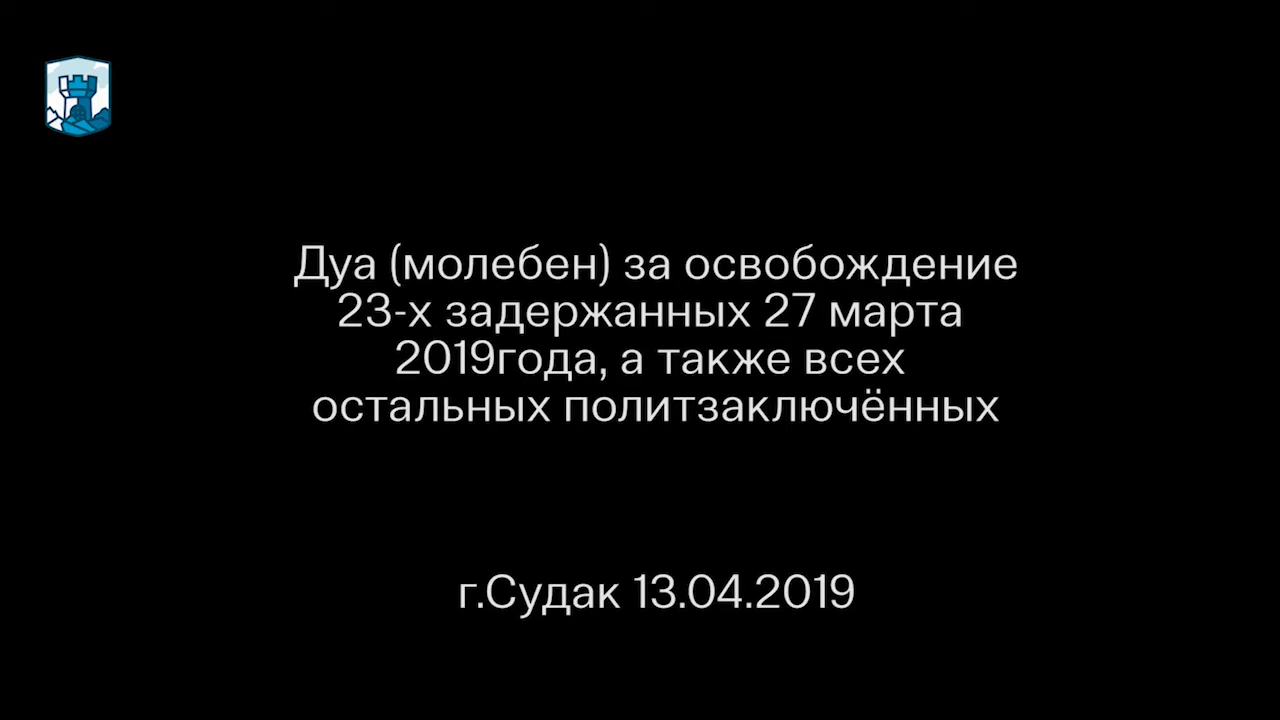 Дуа (молебен) за освобождение
23-х задержанных 27 марта
2019года, а также всех
остальных политзаключённых
г.Судак 13.04.2019